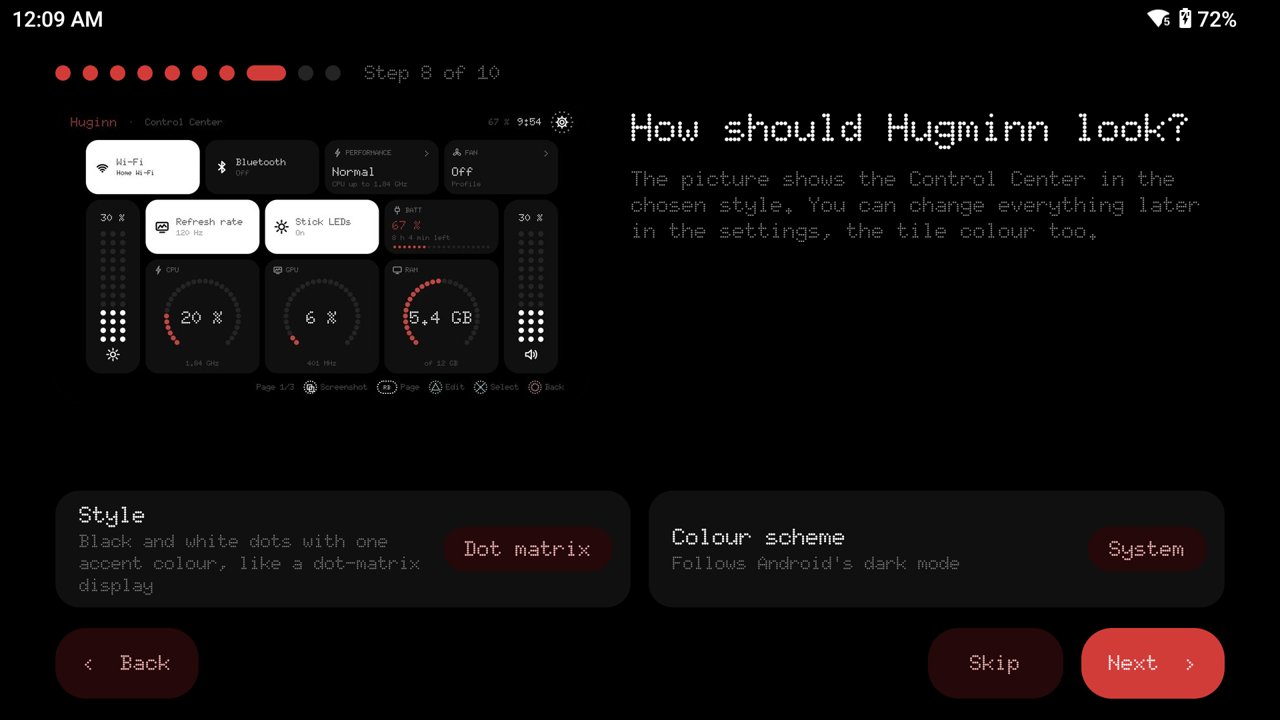 12:09 AM
5 72%
Step 8 of 10
Huginn · Control Center 67 % 9:54
Wi-Fi
Home Wi-Fi
Bluetooth
Off
PERFORMANCE >
Normal
CPU up to 1.84 GHz
FAN >
Off
Profile
30 %
Refresh rate
120 Hz
Stick LEDs
On
BATT
67 %
8 h 4 min left
30 %
CPU
20 %
1.84 GHz
GPU
6 %
401 MHz
RAM
5.4 GB
of 12 GB
Page 1/3 Screenshot RB Page Edit Select Back
How should Hugminn look?
The picture shows the Control Center in the
chosen style. You can change everything later
in the settings, the tile colour too.
Style
Black and white dots with one
accent colour, like a dot-matrix
display
Dot matrix
Colour scheme
Follows Android's dark mode
System
‹ Back
Skip
Next ›